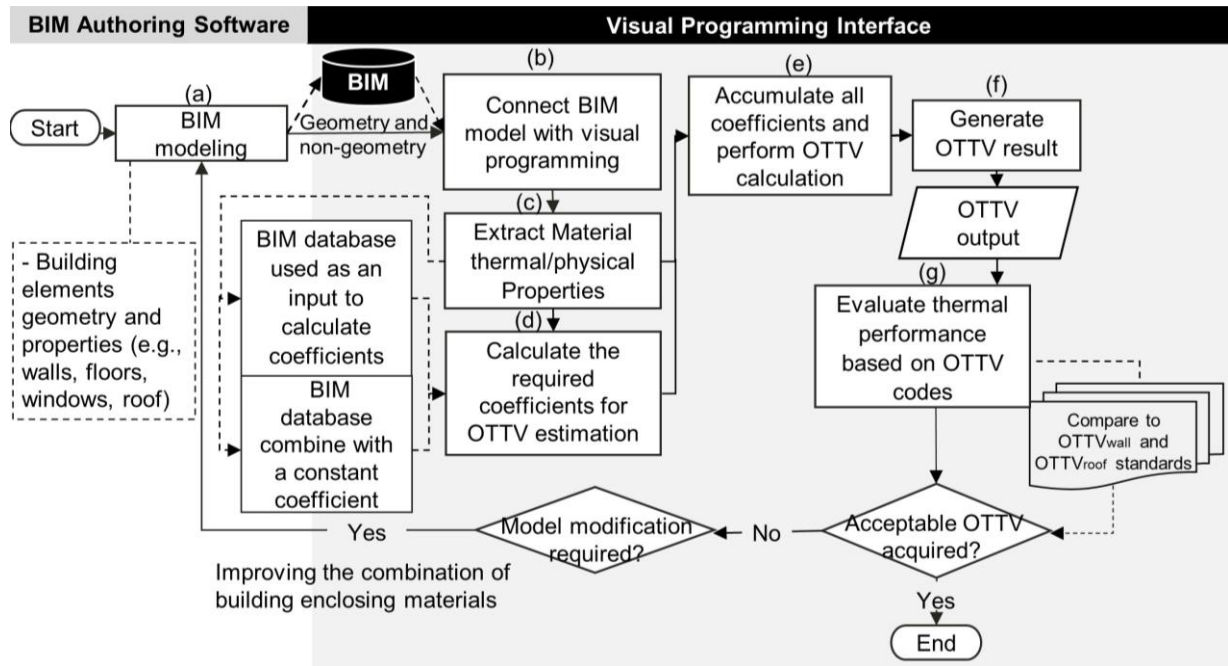 BIM Authoring Software
Visual Programming Interface
Start
(a)
BIM
modeling
BIM
Geometry and
non-geometry
(b)
Connect BIM
model with visual
programming
(c)
Extract Material
thermal/physical
Properties
(d)
Calculate the
required
coefficients for
OTTV estimation
BIM database
used as an
input to
calculate
coefficients
BIM
database
combine with
a constant
coefficient
- Building
elements
geometry and
properties (e.g.,
walls, floors,
windows, roof)
(e)
Accumulate all
coefficients and
perform OTTV
calculation
(f)
Generate
OTTV result
OTTV
output
(g)
Evaluate thermal
performance
based on OTTV
codes
Compare to
OTTVwall and
OTTVroof standards
Acceptable OTTV
acquired?
No
Model modification
required?
Yes
Improving the combination of
building enclosing materials
Yes
End